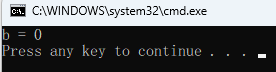 C:\WINDOWS\system32\cmd.exe
b = 0
Press any key to continue . . .